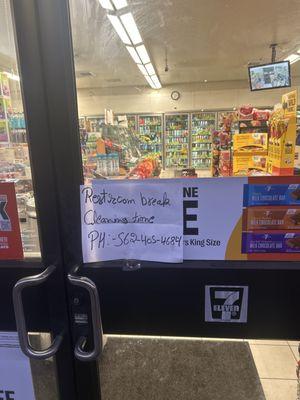 Restroom break
Cleaning time
PH:-562-405-4684
NE
E
rs King Size
MILK CHOCOLATE BAR
MILK CHOCOLATE BAR
7
ELEVEN